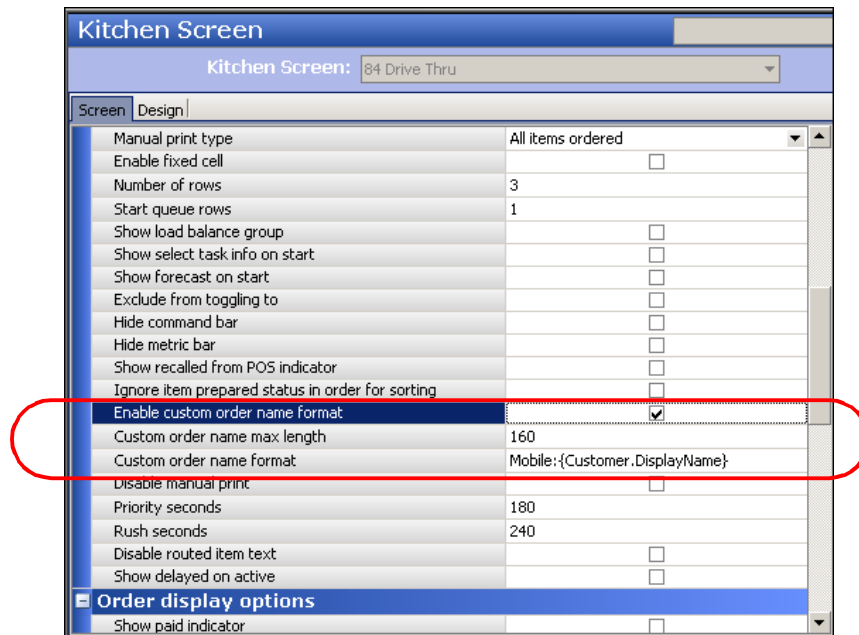 Kitchen Screen
Kitchen Screen: 84 Drive Thru
Screen Design
Manual print type All items ordered
Enable fixed cell
Number of rows 3
Start queue rows 1
Show load balance group
Show select task info on start
Show forecast on start
Exclude from toggling to
Hide command bar
Hide metric bar
Show recalled from POS indicator
Ignore item prepared status in order for sorting
Enable custom order name format
Custom order name max length 160
Custom order name format Mobile:{Customer.DisplayName}
Disable manual print
Priority seconds 180
Rush seconds 240
Disable routed item text
Show delayed on active
Order display options
Show paid indicator